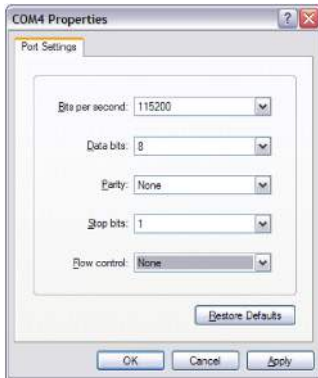 COM4 Properties
Port Settings
Bits per second: 115200
Data bits: 8
Parity: None
Stop bits: 1
Flow control: None
Restore Defaults
OK Cancel Apply